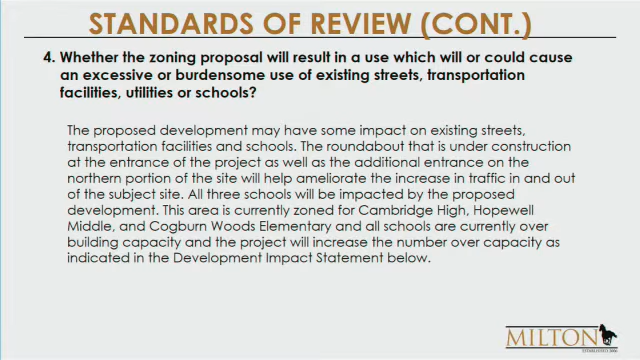 STANDARDS OF REVIEW (CONT.)
4. Whether the zoning proposal will result in a use which will or could cause
an excessive or burdensome use of existing streets, transportation
facilities, utilities or schools?
The proposed development may have some impact on existing streets,
transportation facilities and schools. The roundabout that is under construction
at the entrance of the project as well as the additional entrance on the
northern portion of the site will help ameliorate the increase in traffic in and out
of the subject site. All three schools will be impacted by the proposed
development. This area is currently zoned for Cambridge High, Hopewell
Middle, and Cogburn Woods Elementary and all schools are currently over
building capacity and the project will increase the number over capacity as
indicated in the Development Impact Statement below.
MILTON
ESTABLISHED